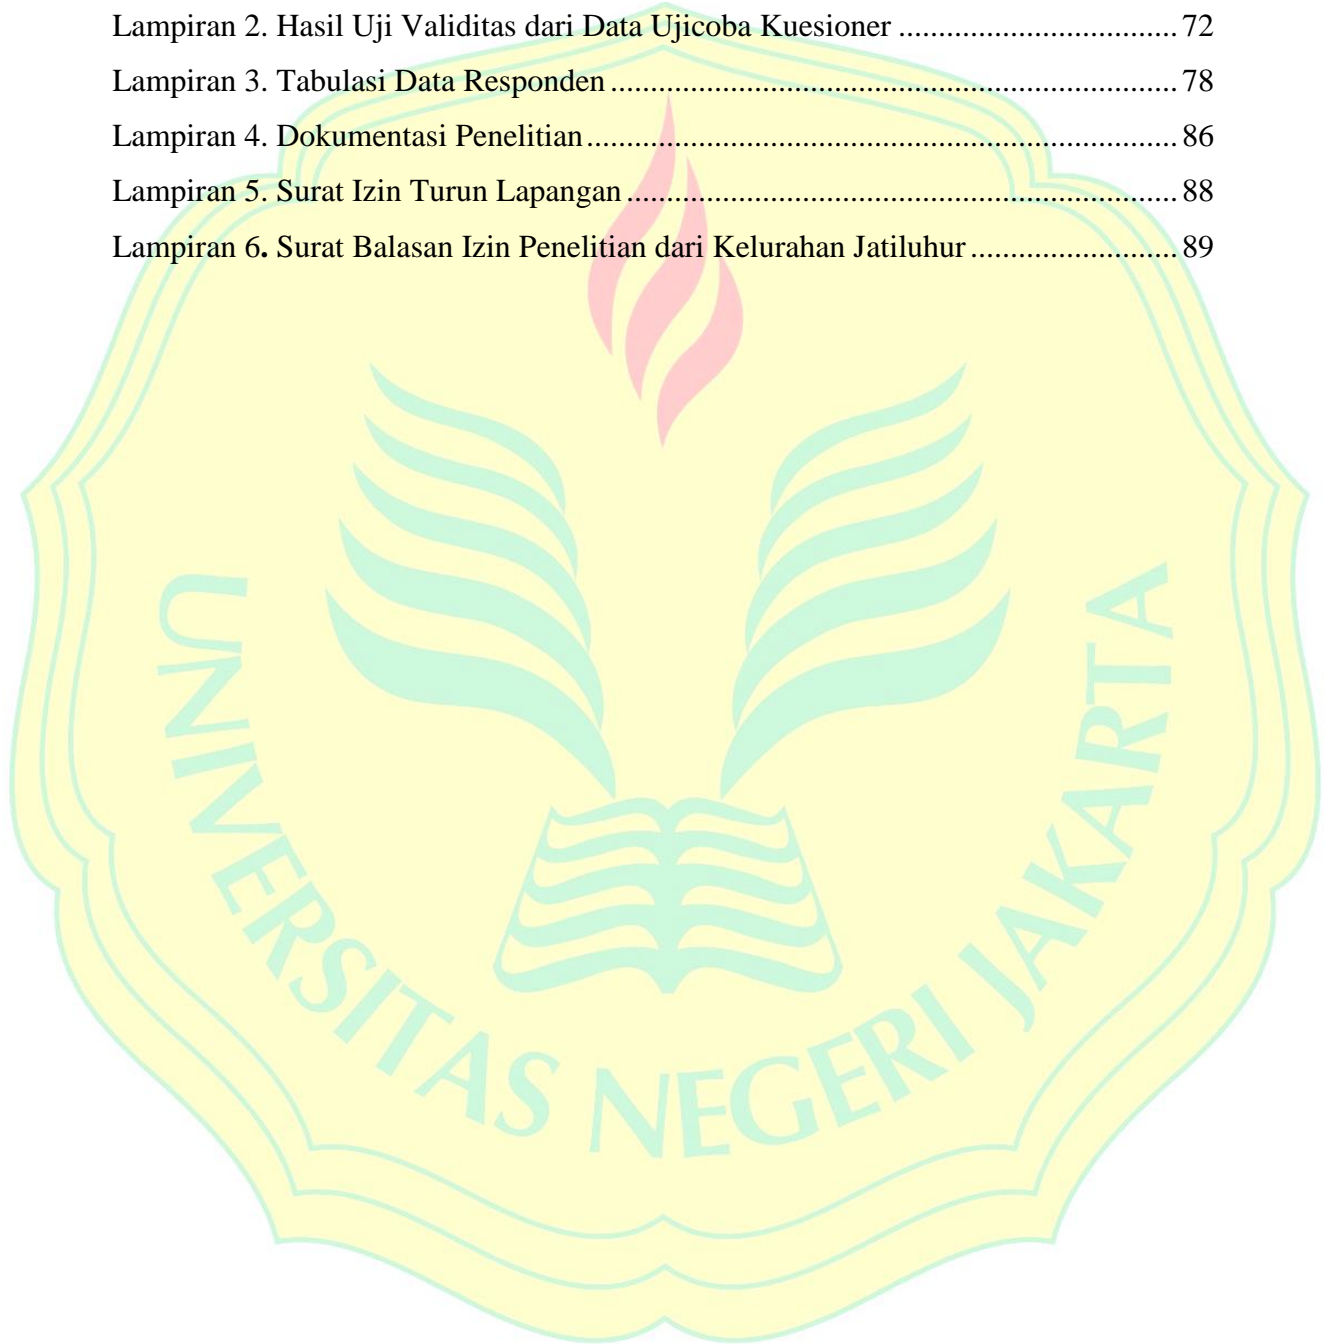 Lampiran 2. Hasil Uji Validitas dari Data Ujicoba Kuesioner .................................. 72
Lampiran 3. Tabulasi Data Responden ..................................................................... 78
Lampiran 4. Dokumentasi Penelitian ........................................................................ 86
Lampiran 5. Surat Izin Turun Lapangan ................................................................... 88
Lampiran 6. Surat Balasan Izin Penelitian dari Kelurahan Jatiluhur ......................... 89
UNIVERSITAS NEGERI JAKARTA